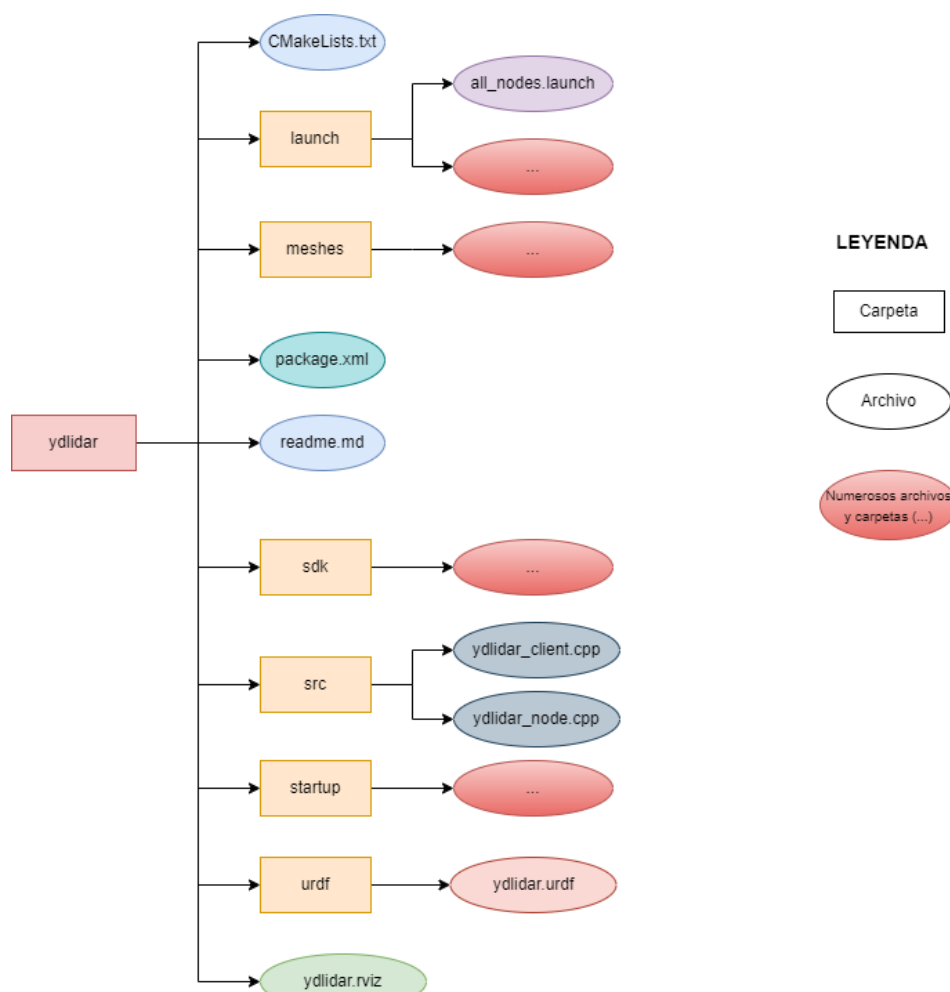 CMakeLists.txt
all_nodes.launch
launch
...
meshes
...
LEYENDA
Carpeta
package.xml
Archivo
ydlidar
readme.md
Numerosos archivos
y carpetas (...)
sdk
...
ydlidar_client.cpp
src
ydlidar_node.cpp
startup
...
urdf
ydlidar.urdf
ydlidar.rviz